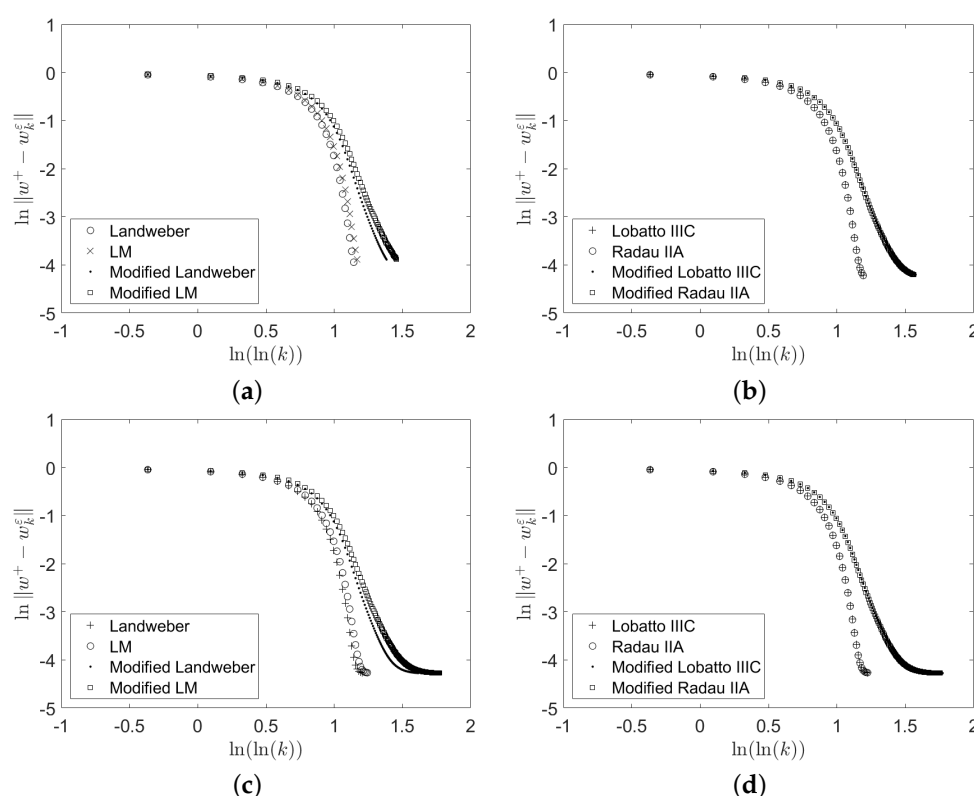 1
0
-1
-2
-3
-4
-5
ln ||w⁺ − wₖᵋ||
Landweber
LM
Modified Landweber
Modified LM
-1 -0.5 0 0.5 1 1.5 2
ln(ln(k))
(a)
1
0
-1
-2
-3
-4
-5
ln ||w⁺ − wₖᵋ||
Lobatto IIIC
Radau IIA
Modified Lobatto IIIC
Modified Radau IIA
-1 -0.5 0 0.5 1 1.5 2
ln(ln(k))
(b)
1
0
-1
-2
-3
-4
-5
ln ||w⁺ − wₖᵋ||
Landweber
LM
Modified Landweber
Modified LM
-1 -0.5 0 0.5 1 1.5 2
ln(ln(k))
(c)
1
0
-1
-2
-3
-4
-5
ln ||w⁺ − wₖᵋ||
Lobatto IIIC
Radau IIA
Modified Lobatto IIIC
Modified Radau IIA
-1 -0.5 0 0.5 1 1.5 2
ln(ln(k))
(d)